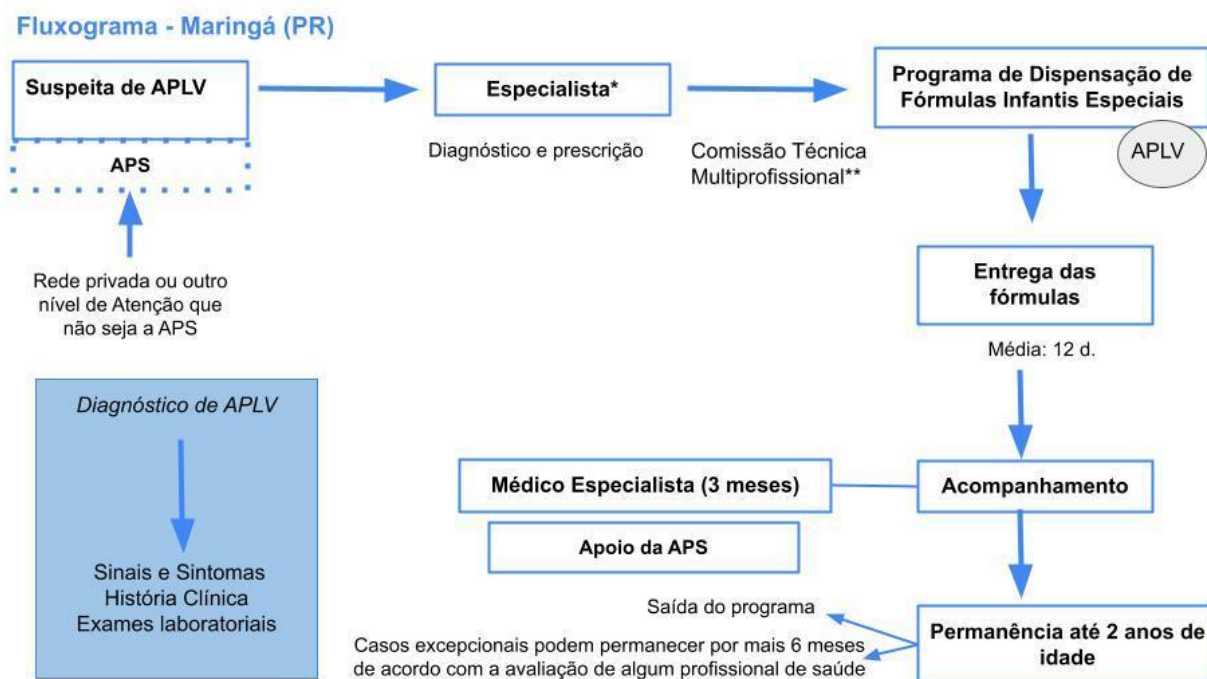 Fluxograma - Maringá (PR)
Suspeita de APLV
APS
Rede privada ou outro
nível de Atenção que
não seja a APS
Especialista*
Diagnóstico e prescrição
Comissão Técnica
Multiprofissional**
Programa de Dispensação de
Fórmulas Infantis Especiais
APLV
Entrega das
fórmulas
Média: 12 d.
Diagnóstico de APLV
Sinais e Sintomas
História Clínica
Exames laboratoriais
Médico Especialista (3 meses)
Acompanhamento
Apoio da APS
Saída do programa
Casos excepcionais podem permanecer por mais 6 meses
de acordo com a avaliação de algum profissional de saúde
Permanência até 2 anos de
idade